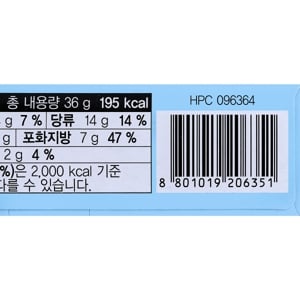 총 내용량 36 g 195 kcal
g 7 % 당류 14 g 14 %
g 포화지방 7 g 47 %
2 g 4 %
%)은 2,000 kcal 기준
다를 수 있습니다.
HPC 096364
8 801019 206351